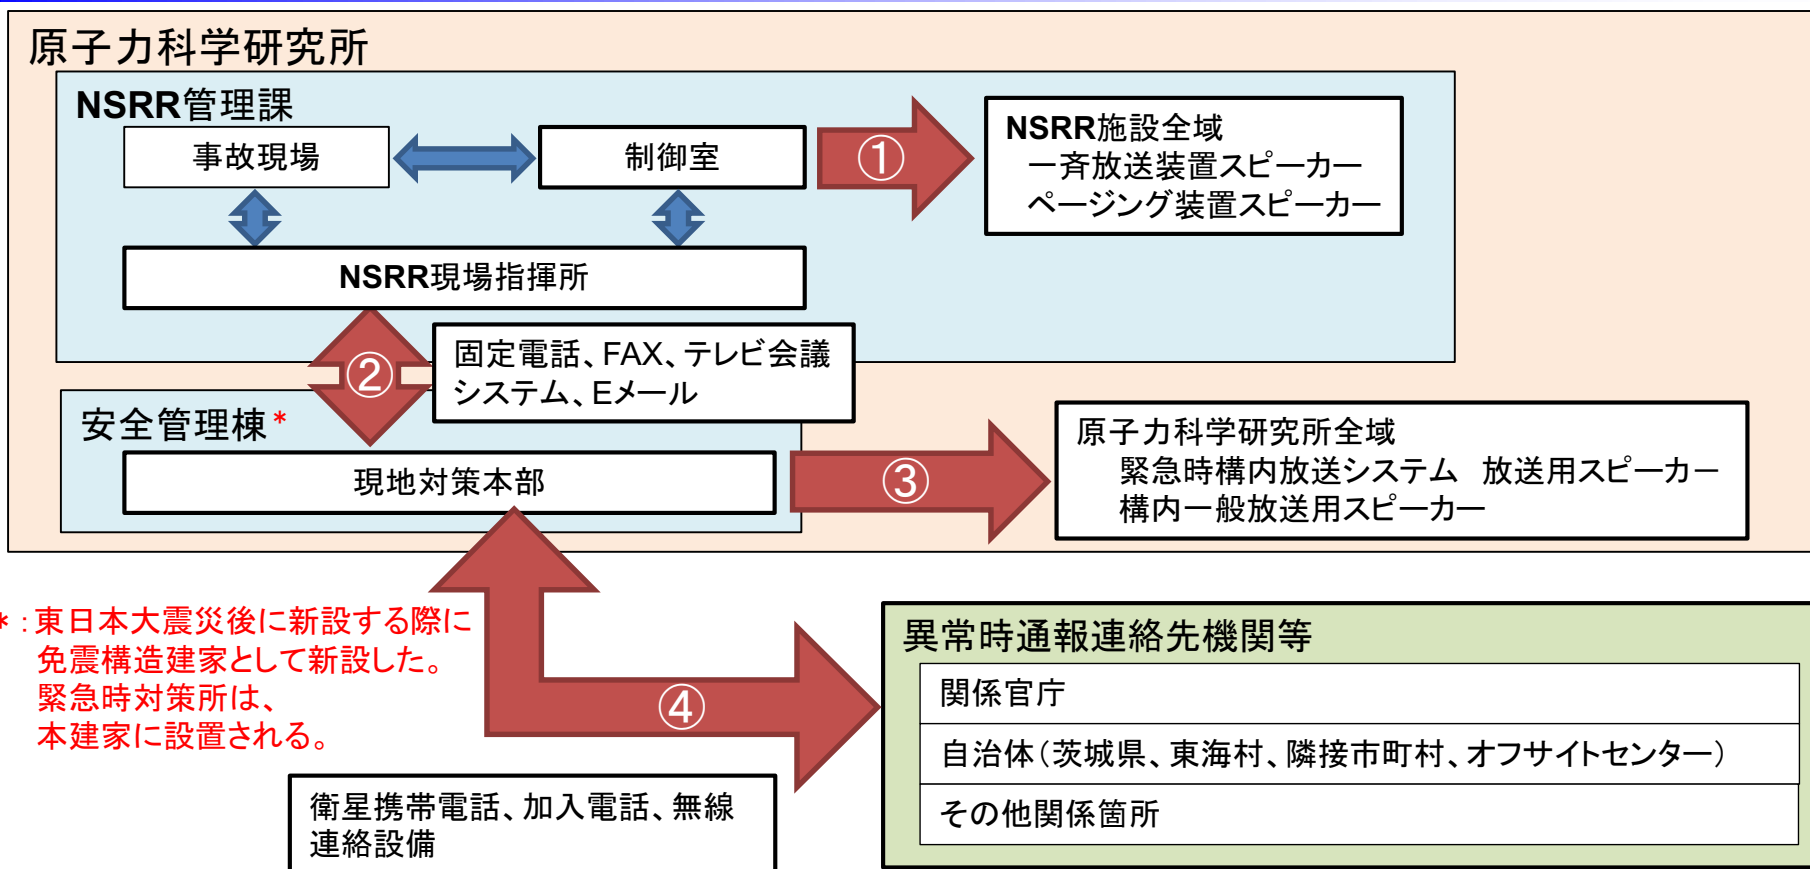 原子力科学研究所
NSRR管理課
事故現場
制御室
①
NSRR施設全域
一斉放送装置スピーカー
ページング装置スピーカー
NSRR現場指揮所
②
固定電話、FAX、テレビ会議
システム、Eメール
安全管理棟*
現地対策本部
③
原子力科学研究所全域
緊急時構内放送システム 放送用スピーカー
構内一般放送用スピーカー
*:東日本大震災後に新設する際に
免震構造建家として新設した。
緊急時対策所は、
本建家に設置される。
④
衛星携帯電話、加入電話、無線
連絡設備
異常時通報連絡先機関等
関係官庁
自治体(茨城県、東海村、隣接市町村、オフサイトセンター)
その他関係箇所